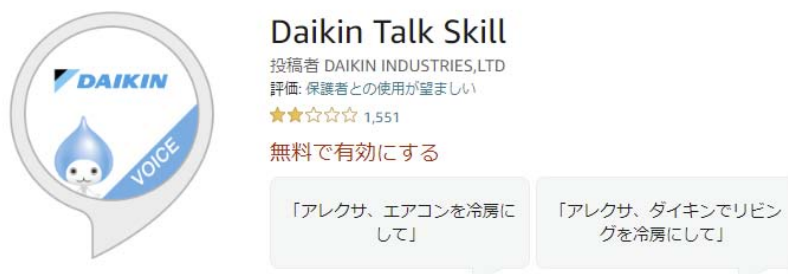 DAIKIN
VOICE
Daikin Talk Skill
投稿者 DAIKIN INDUSTRIES,LTD
評価: 保護者との使用が望ましい
1,551
無料で有効にする
「アレクサ、エアコンを冷房に
して」
「アレクサ、ダイキンでリビン
グを冷房にして」